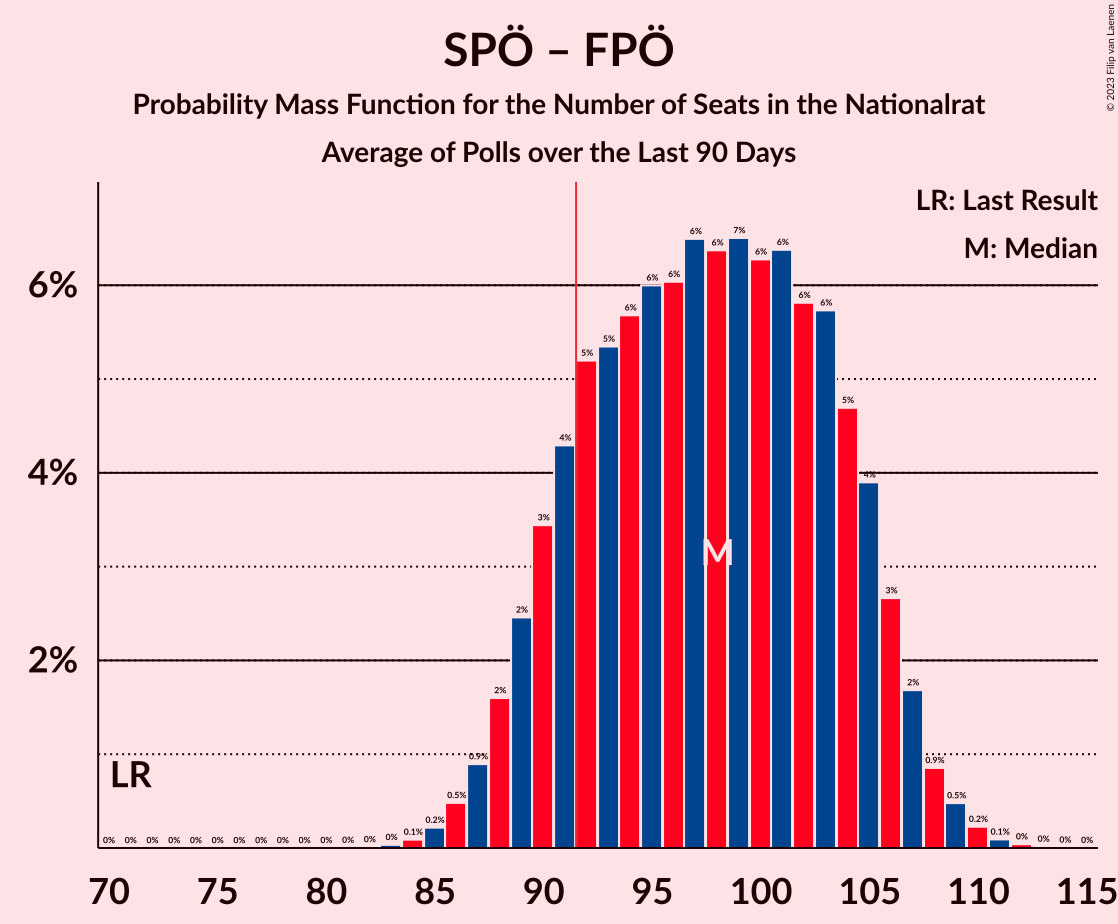 © 2023 Filip van Laenen
SPÖ – FPÖ
Probability Mass Function for the Number of Seats in the Nationalrat
Average of Polls over the Last 90 Days
LR: Last Result
M: Median
7%
6% 6% 6% 6% 6%
6% 6% 6% 6%
6%
6%
5% 5% 5%
4% 4%
4%
3%
M
3%
2%
2%
2% 2%
LR
0.9% 0.9%
0.5% 0.5%
0.2% 0.2%
0% 0% 0% 0% 0% 0% 0% 0% 0% 0% 0% 0% 0% 0% 0.1% 0.1% 0% 0% 0% 0%
70 75 80 85 90 95 100 105 110 115